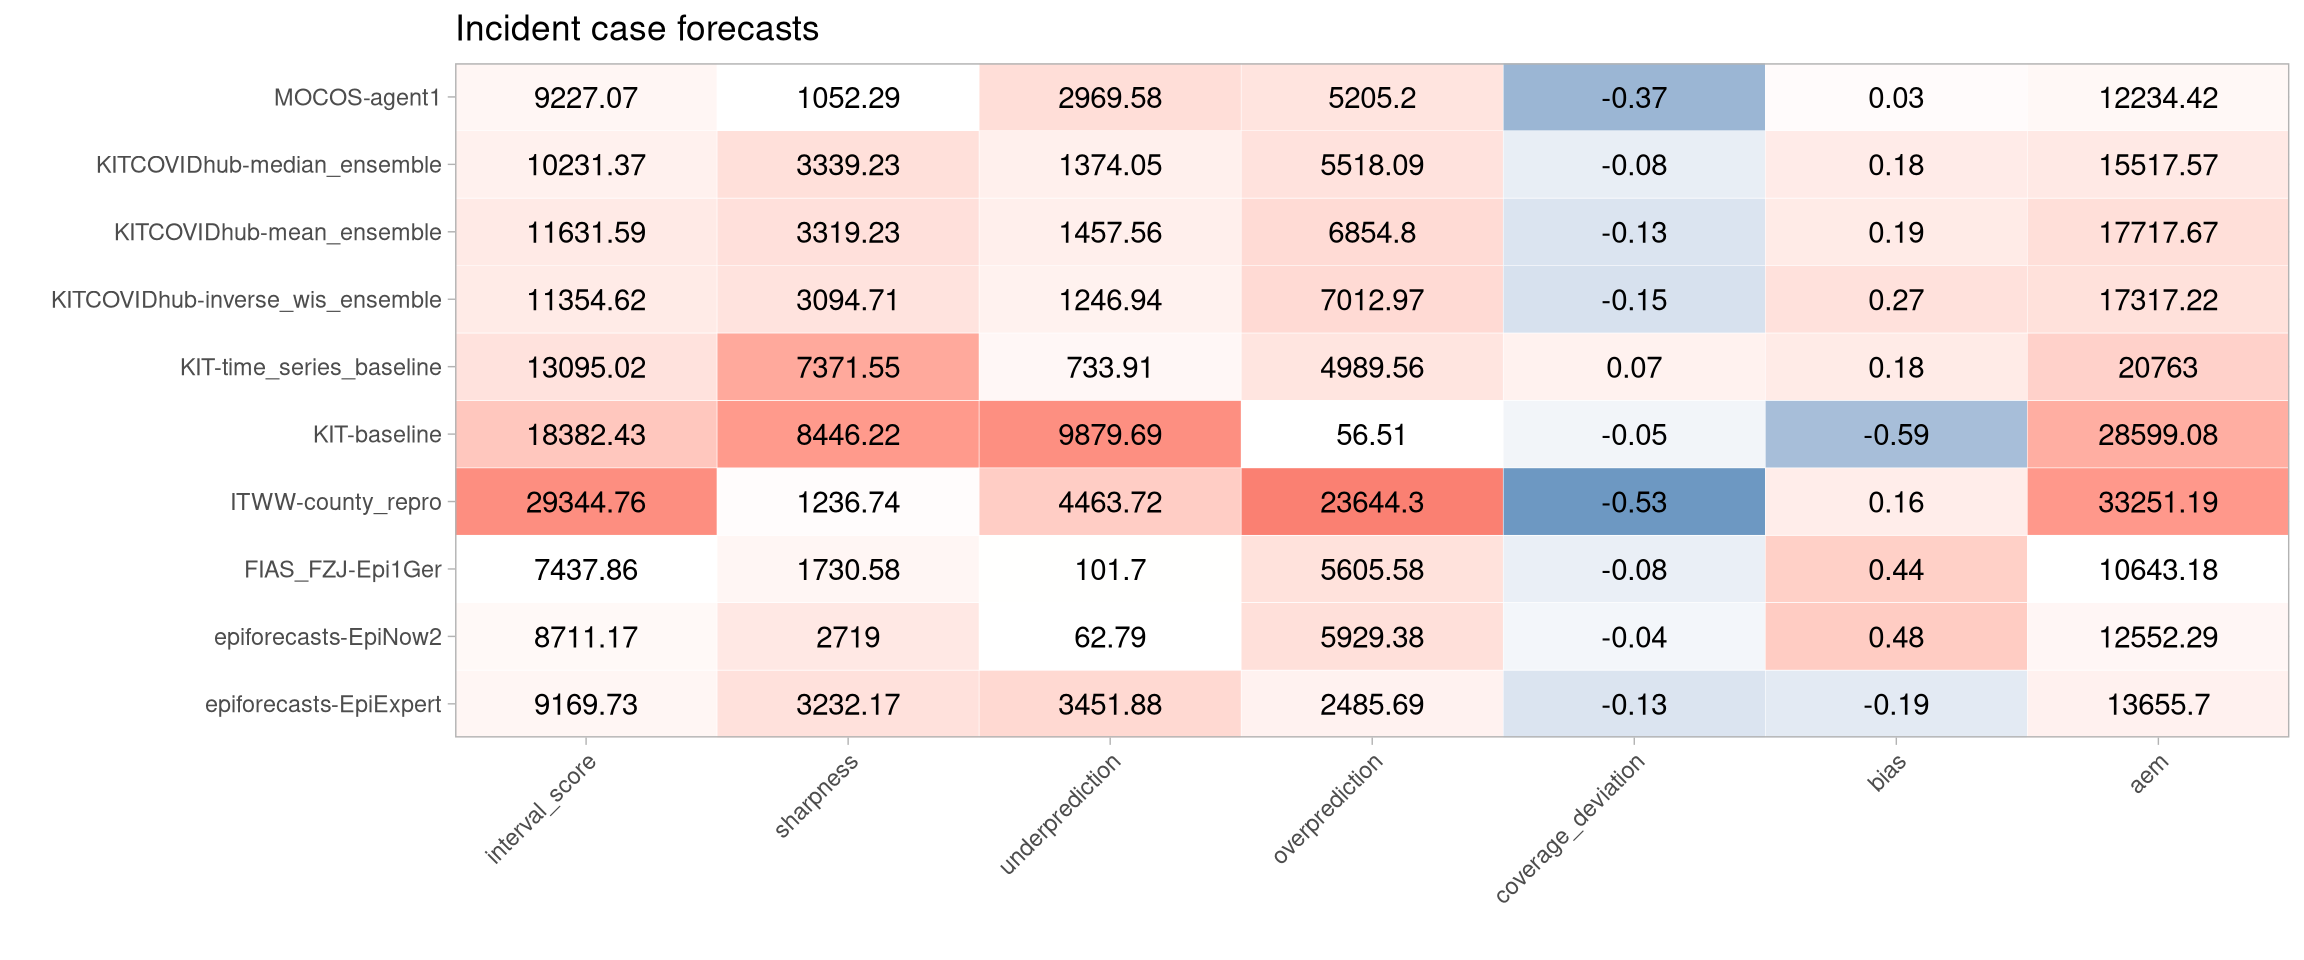 Incident case forecasts
MOCOS-agent1 9227.07 1052.29 2969.58 5205.2 -0.37 0.03 12234.42
KITCOVIDhub-median_ensemble 10231.37 3339.23 1374.05 5518.09 -0.08 0.18 15517.57
KITCOVIDhub-mean_ensemble 11631.59 3319.23 1457.56 6854.8 -0.13 0.19 17717.67
KITCOVIDhub-inverse_wis_ensemble 11354.62 3094.71 1246.94 7012.97 -0.15 0.27 17317.22
KIT-time_series_baseline 13095.02 7371.55 733.91 4989.56 0.07 0.18 20763
KIT-baseline 18382.43 8446.22 9879.69 56.51 -0.05 -0.59 28599.08
ITWW-county_repro 29344.76 1236.74 4463.72 23644.3 -0.53 0.16 33251.19
FIAS_FZJ-Epi1Ger 7437.86 1730.58 101.7 5605.58 -0.08 0.44 10643.18
epiforecasts-EpiNow2 8711.17 2719 62.79 5929.38 -0.04 0.48 12552.29
epiforecasts-EpiExpert 9169.73 3232.17 3451.88 2485.69 -0.13 -0.19 13655.7
interval_score sharpness underprediction overprediction coverage_deviation bias aem